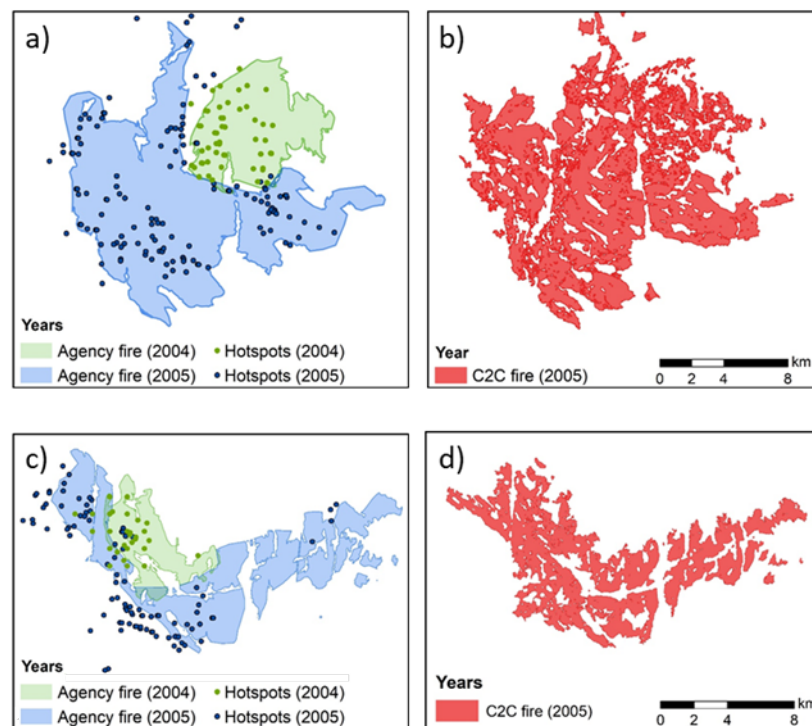 a)
Years
Agency fire (2004) Hotspots (2004)
Agency fire (2005) Hotspots (2005)
b)
Year
C2C fire (2005)
km
0 2 4 8
c)
Years
Agency fire (2004) Hotspots (2004)
Agency fire (2005) Hotspots (2005)
d)
Years
C2C fire (2005)
km
0 2 4